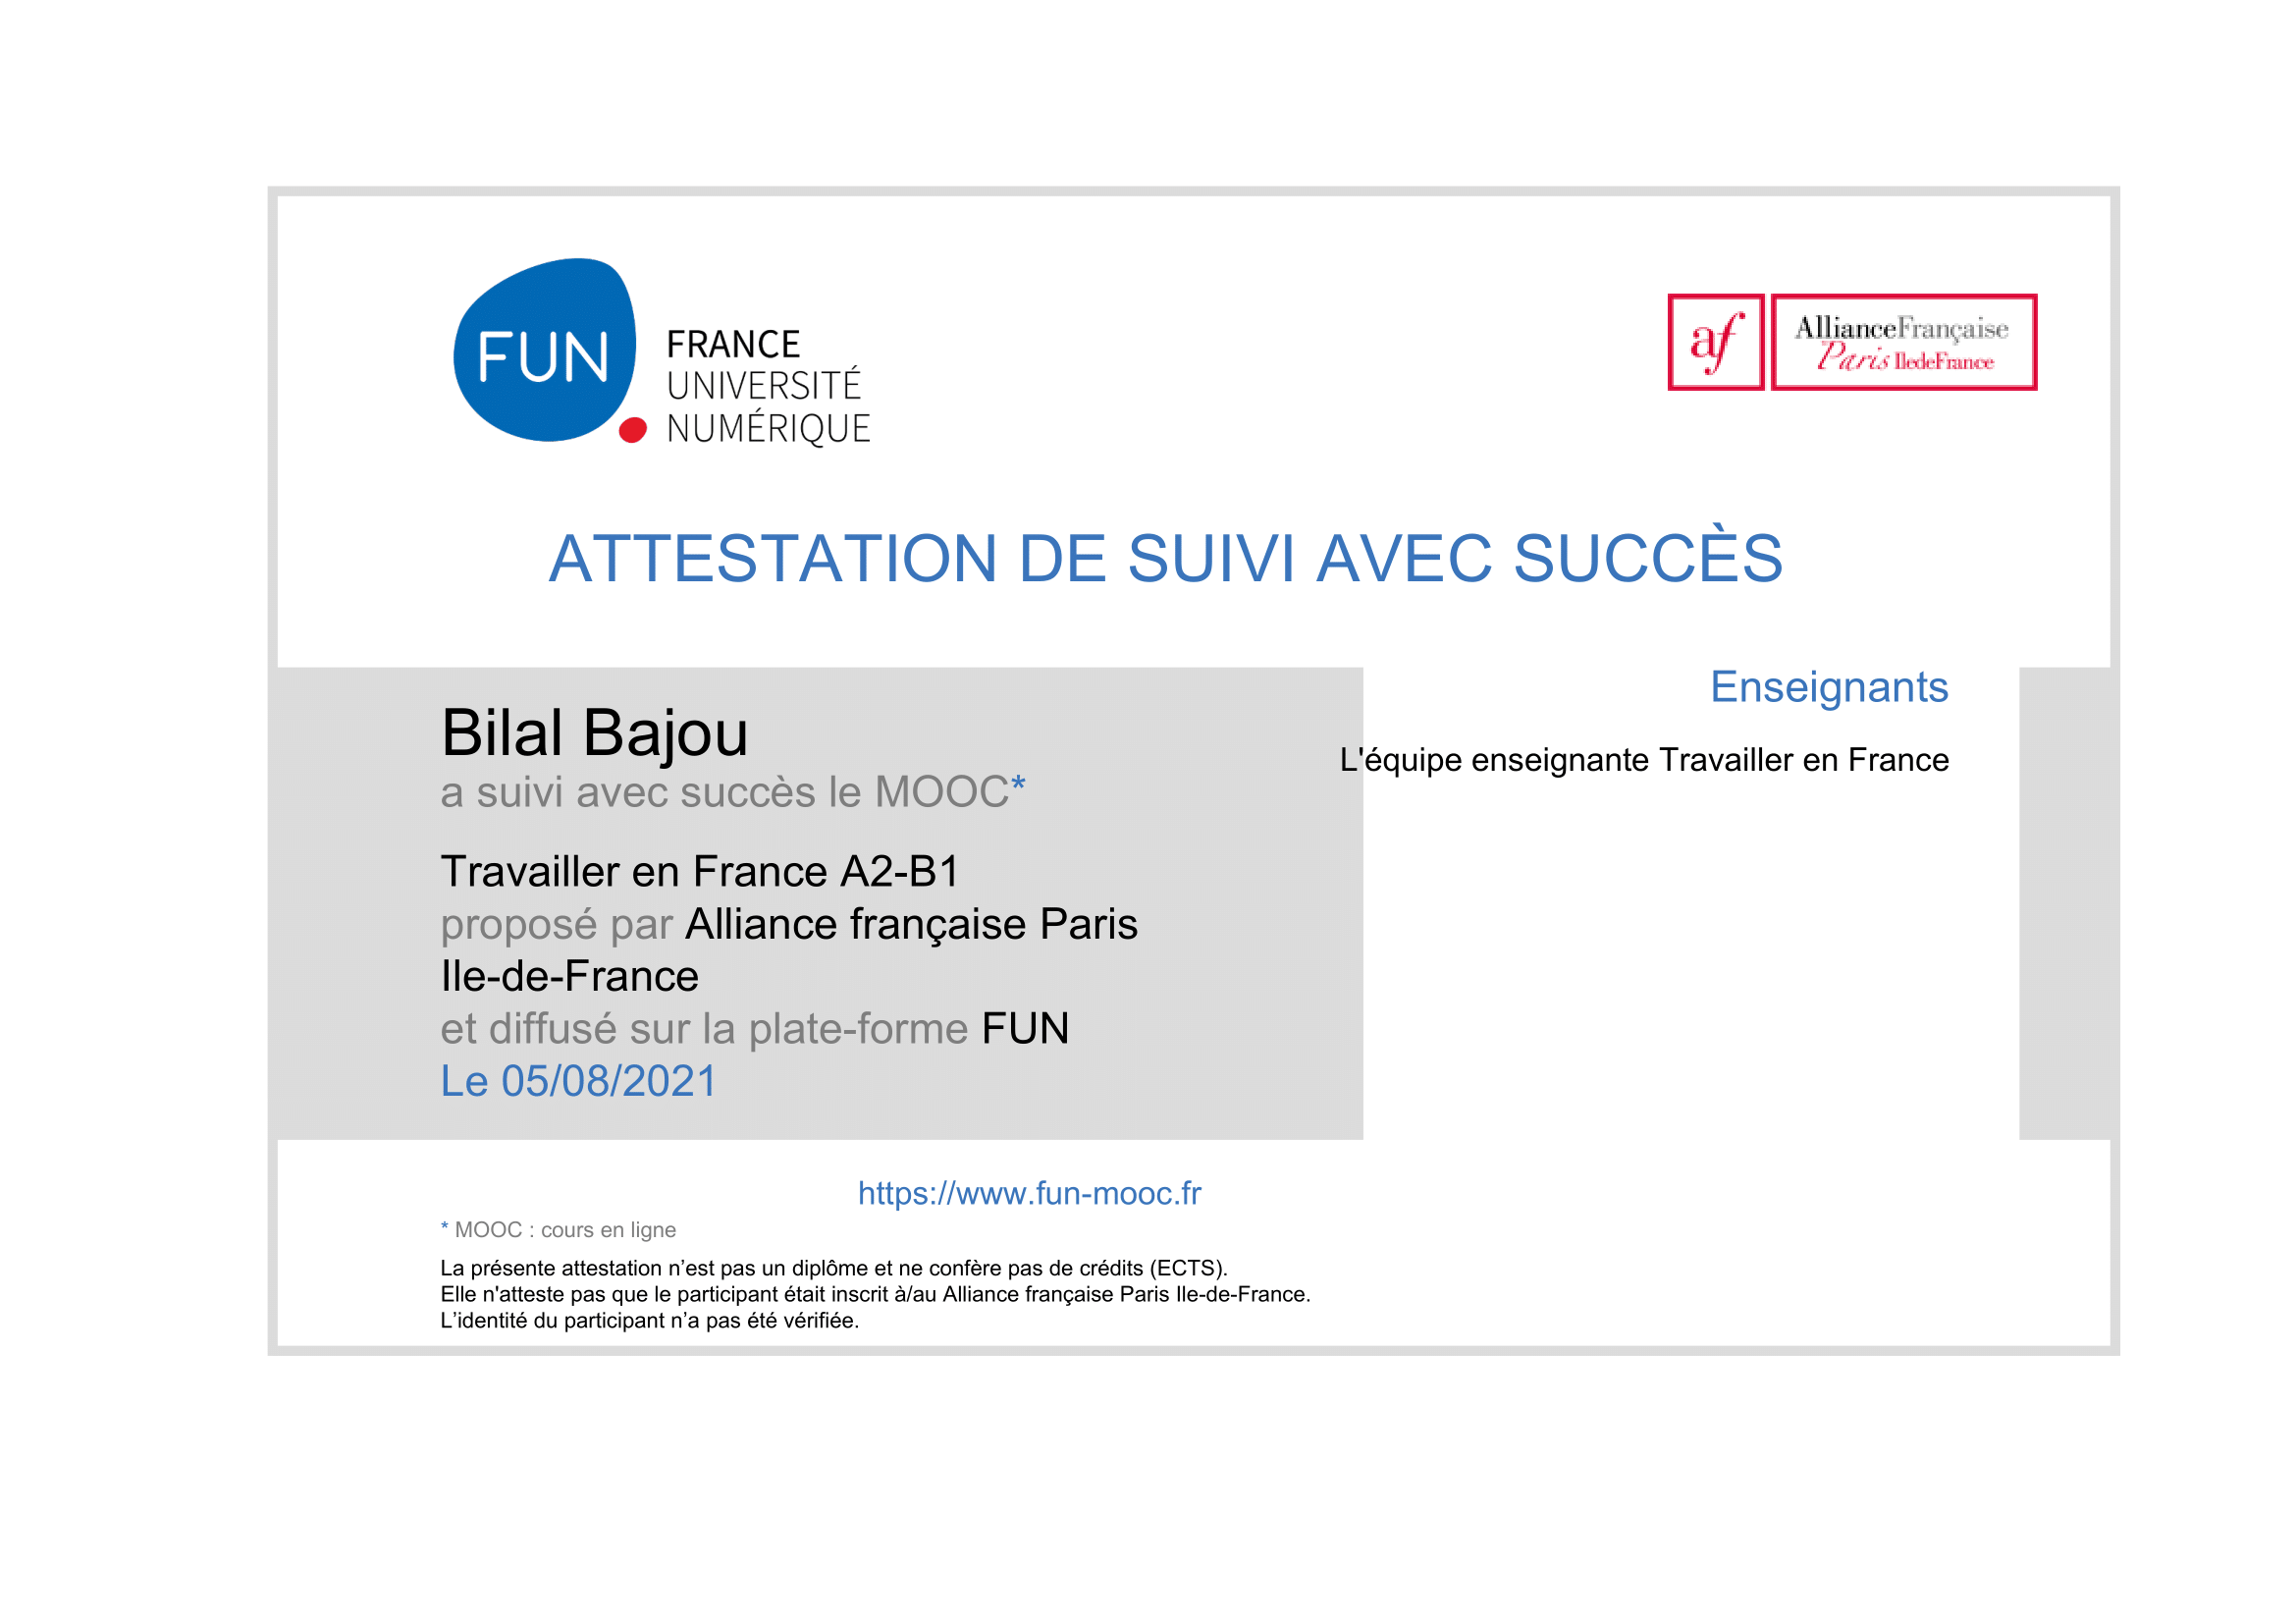 FUN
FRANCE
UNIVERSITÉ
NUMÉRIQUE
af
AllianceFrançaise
Paris IledeFrance
ATTESTATION DE SUIVI AVEC SUCCÈS
Bilal Bajou
a suivi avec succès le MOOC*
Travailler en France A2-B1
proposé par Alliance française Paris
Ile-de-France
et diffusé sur la plate-forme FUN
Le 05/08/2021
Enseignants
L'équipe enseignante Travailler en France
https://www.fun-mooc.fr
* MOOC : cours en ligne
La présente attestation n’est pas un diplôme et ne confère pas de crédits (ECTS).
Elle n'atteste pas que le participant était inscrit à/au Alliance française Paris Ile-de-France.
L’identité du participant n’a pas été vérifiée.